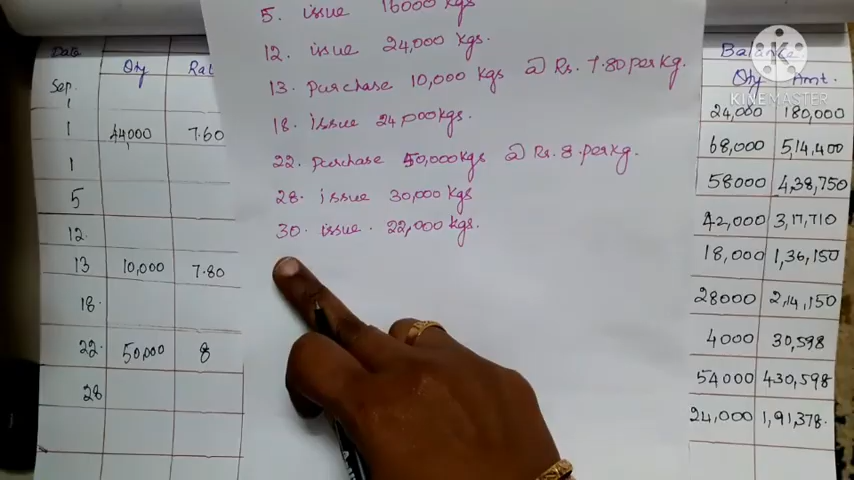 5. issue 16000 kgs
12. issue 24,000 kgs.
13. purchase 10,000 kgs @ Rs. 7.80 per kg.
18. issue 24,000 kgs.
22. purchase 50,000 kgs @ Rs. 8. per kg.
28. issue 30,000 kgs
30. issue. 22,000 kgs.
Date Qty
Sep.
1
1 44,000 7.60
1
5
12.
13 10,000 7.80
18.
22. 50,000 8
28
KINEMASTER
Qty Amt.
24,000 180,000
68,000 5,14,400
58000 4,38,750
42,000 3,17,710
18,000 1,36,150
28000 2,14,150
4000 30,598
54000 430,598
24,000 1,91,378.